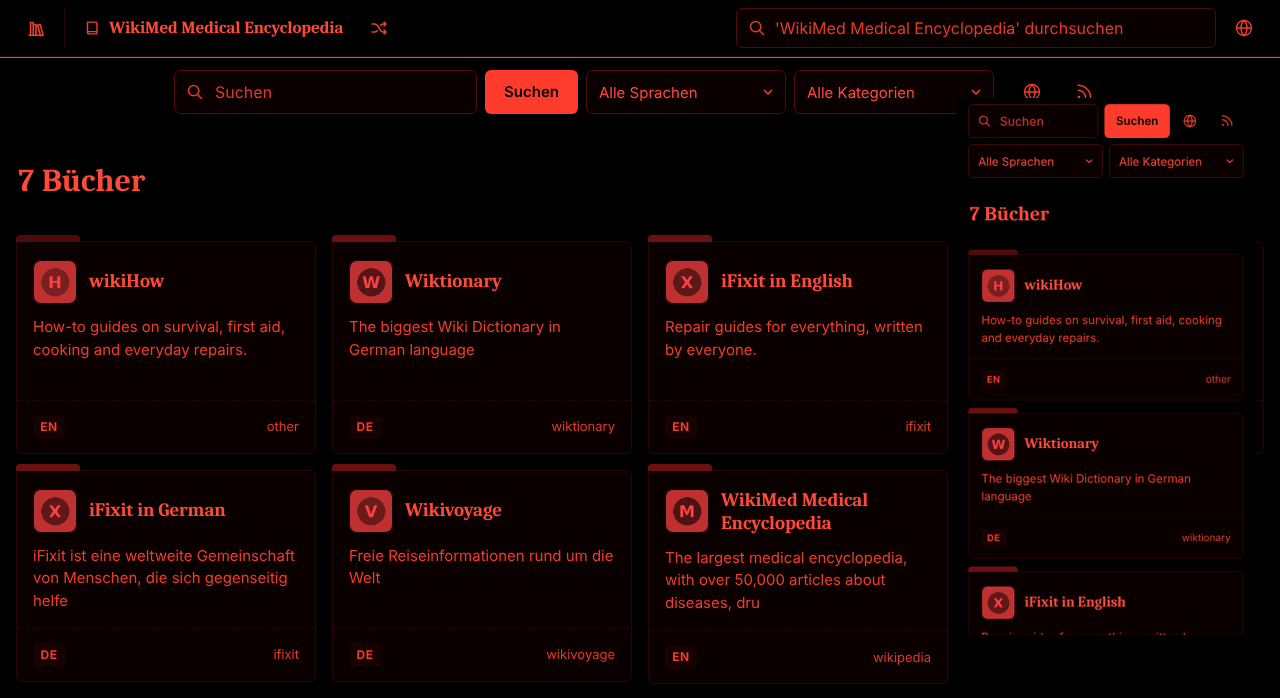 WikiMed Medical Encyclopedia
'WikiMed Medical Encyclopedia' durchsuchen
Suchen
Suchen
Alle Sprachen
Alle Kategorien
7 Bücher
H
wikiHow
How-to guides on survival, first aid,
cooking and everyday repairs.
EN
other
W
Wiktionary
The biggest Wiki Dictionary in
German language
DE
wiktionary
X
iFixit in English
Repair guides for everything, written
by everyone.
EN
ifixit
X
iFixit in German
iFixit ist eine weltweite Gemeinschaft
von Menschen, die sich gegenseitig
helfe
DE
ifixit
V
Wikivoyage
Freie Reiseinformationen rund um die
Welt
DE
wikivoyage
M
WikiMed Medical
Encyclopedia
The largest medical encyclopedia,
with over 50,000 articles about
diseases, dru
EN
wikipedia
Suchen
Suchen
Alle Sprachen
Alle Kategorien
7 Bücher
H
wikiHow
How-to guides on survival, first aid, cooking
and everyday repairs.
EN
other
W
Wiktionary
The biggest Wiki Dictionary in German
language
DE
wiktionary
X
iFixit in English